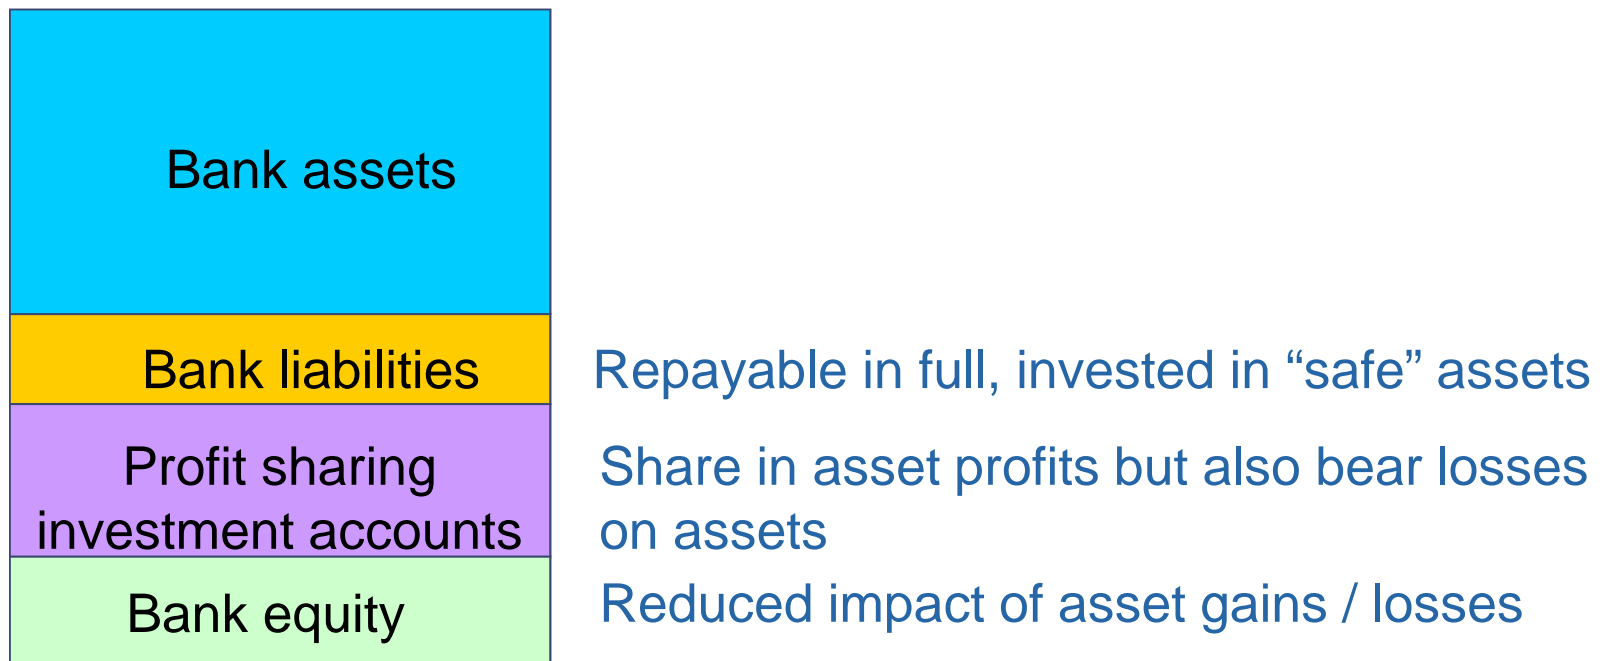 Bank assets
Bank liabilities
Repayable in full, invested in “safe” assets
Profit sharing
investment accounts
Share in asset profits but also bear losses
on assets
Bank equity
Reduced impact of asset gains / losses